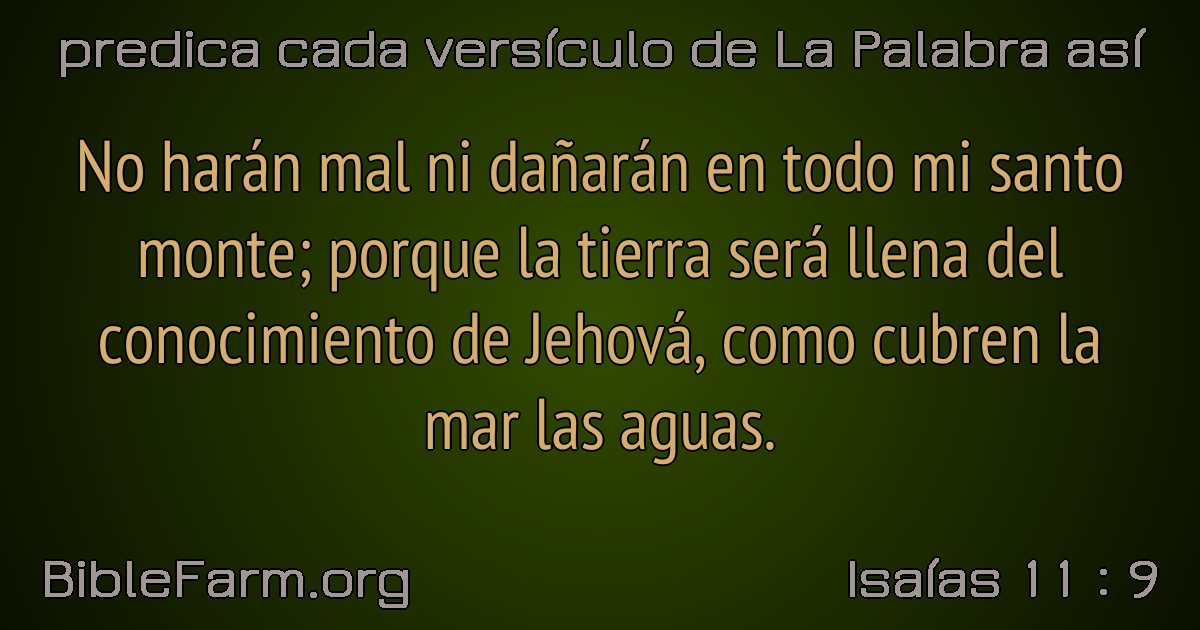 predica cada versículo de La Palabra así
No harán mal ni dañarán en todo mi santo
monte; porque la tierra será llena del
conocimiento de Jehová, como cubren la
mar las aguas.
BibleFarm.org
Isaías 11 : 9